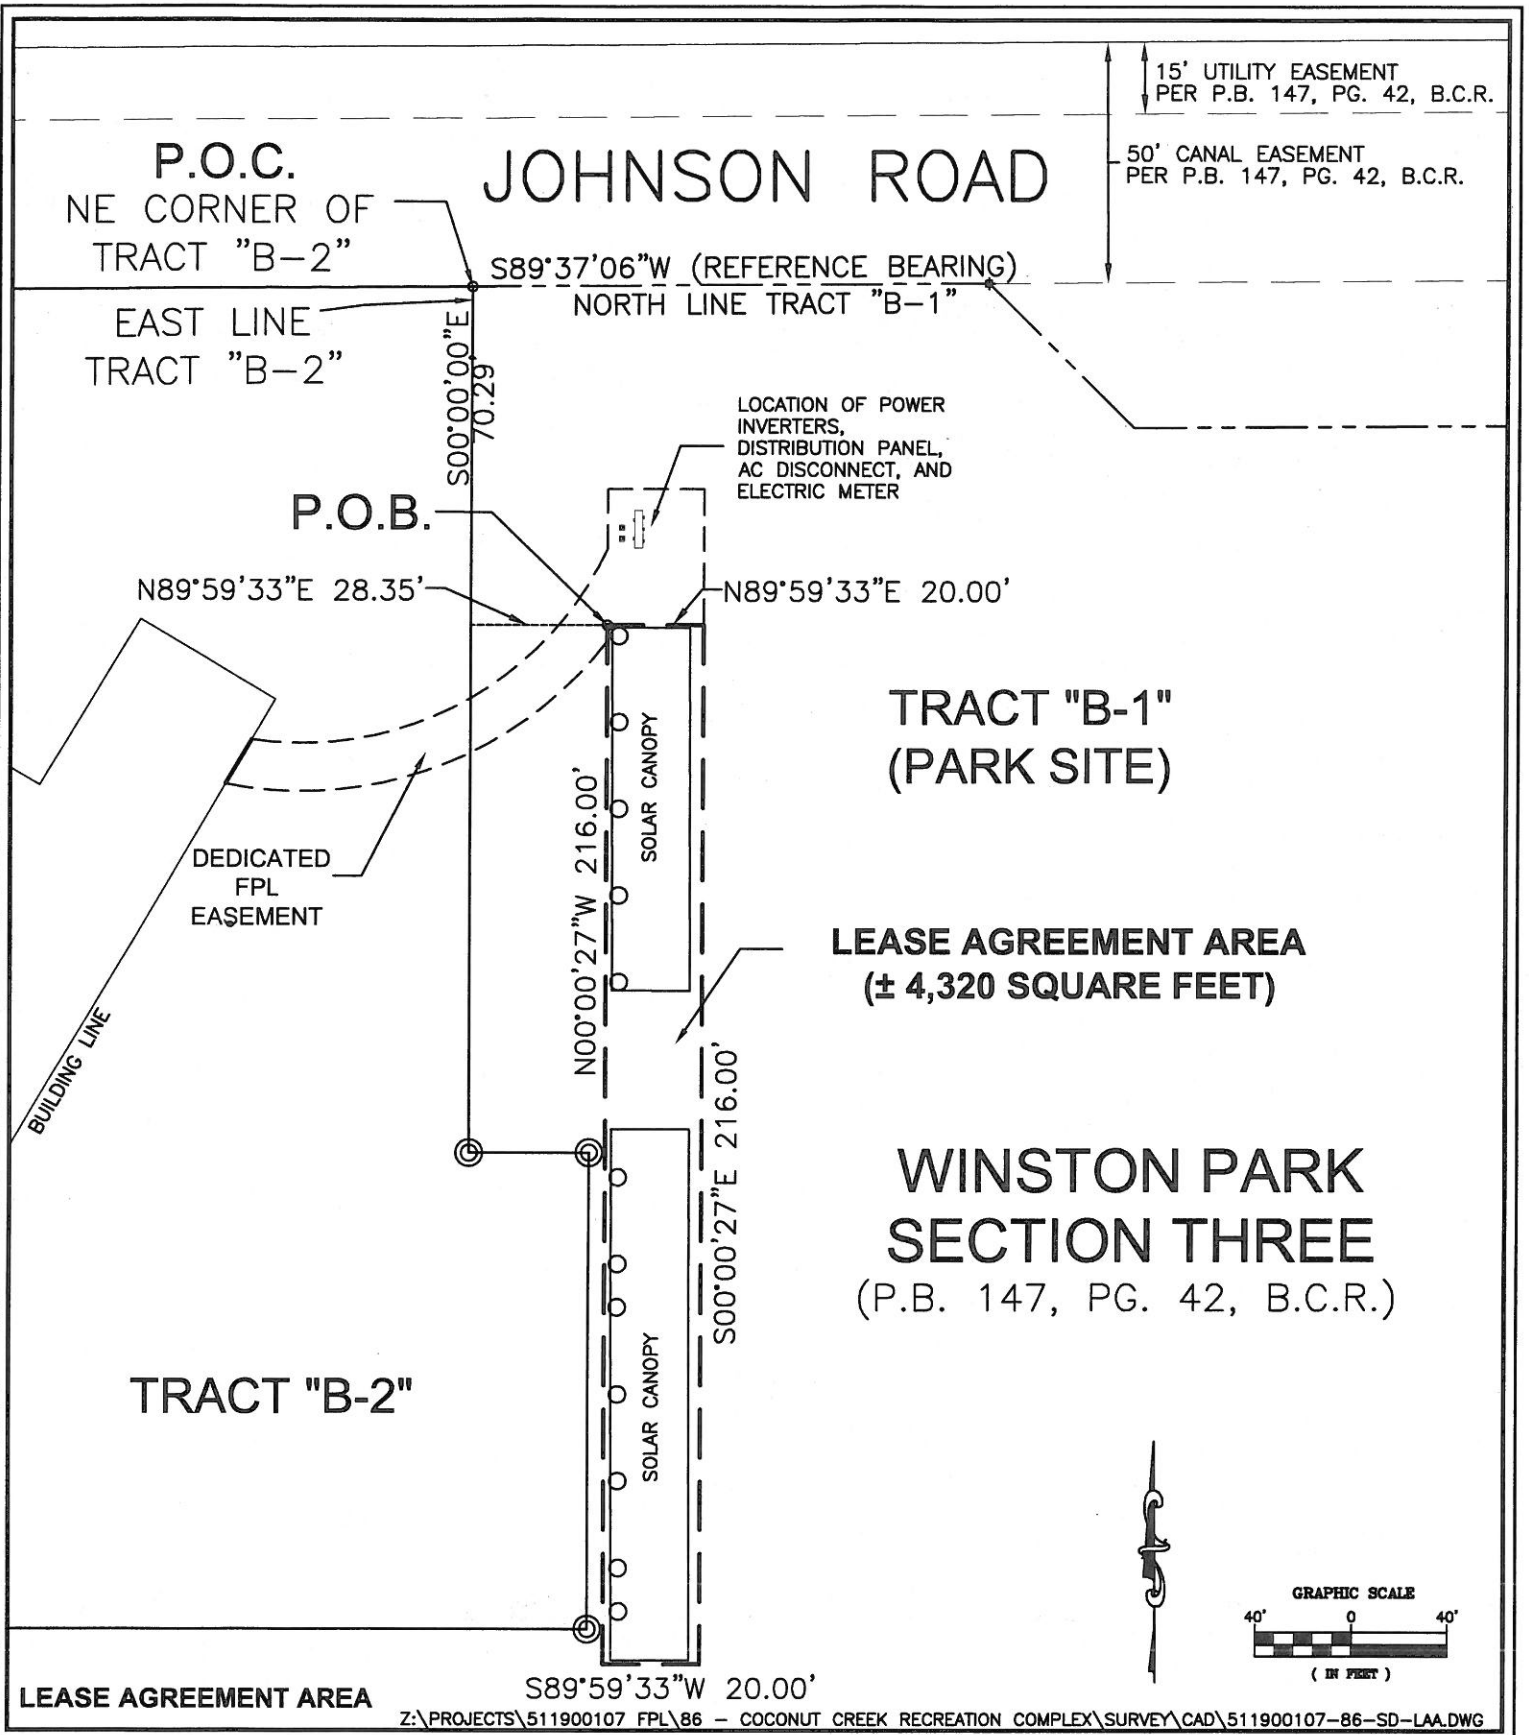 15' UTILITY EASEMENT
PER P.B. 147, PG. 42, B.C.R.
50' CANAL EASEMENT
PER P.B. 147, PG. 42, B.C.R.
P.O.C.
NE CORNER OF
TRACT "B-2"
JOHNSON ROAD
S89°37'06"W (REFERENCE BEARING)
NORTH LINE TRACT "B-1"
EAST LINE
TRACT "B-2"
S00°00'00"E
70.29'
LOCATION OF POWER
INVERTERS,
DISTRIBUTION PANEL,
AC DISCONNECT, AND
ELECTRIC METER
P.O.B.
N89°59'33"E 28.35'
N89°59'33"E 20.00'
SOLAR CANOPY
TRACT "B-1"
(PARK SITE)
N00°00'27"W 216.00'
DEDICATED
FPL
EASEMENT
LEASE AGREEMENT AREA
(± 4,320 SQUARE FEET)
BUILDING LINE
S00°00'27"E 216.00'
WINSTON PARK
SECTION THREE
(P.B. 147, PG. 42, B.C.R.)
TRACT "B-2"
SOLAR CANOPY
GRAPHIC SCALE
40' 0 40'
( IN FEET )
S89°59'33"W 20.00'
LEASE AGREEMENT AREA
Z:\PROJECTS\511900107 FPL\86 - COCONUT CREEK RECREATION COMPLEX\SURVEY\CAD\511900107-86-SD-LAA.DWG